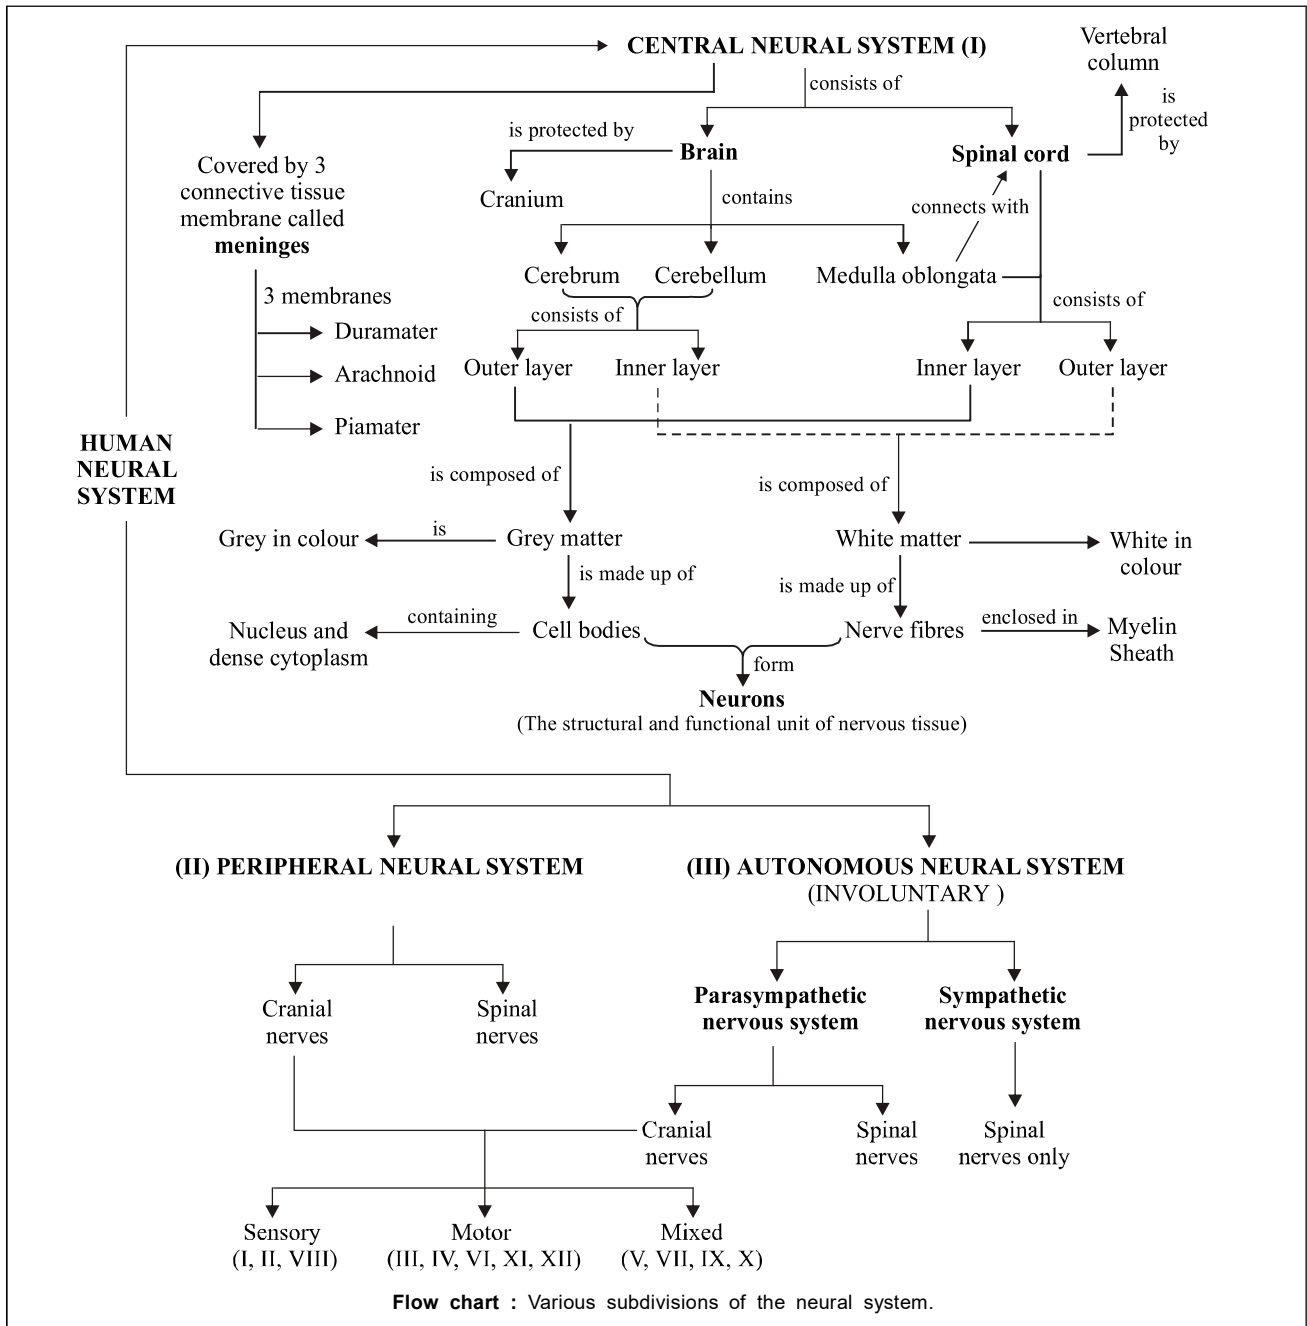 CENTRAL NEURAL SYSTEM (I)
Vertebral
column
consists of
is
protected
by
is protected by
Brain
Spinal cord
Covered by 3
connective tissue
membrane called
meninges
Cranium
contains
connects with
Cerebrum
Cerebellum
Medulla oblongata
3 membranes
Duramater
Arachnoid
Piamater
consists of
consists of
Outer layer
Inner layer
Inner layer
Outer layer
HUMAN
NEURAL
SYSTEM
is composed of
is composed of
Grey in colour
is
Grey matter
White matter
White in
colour
is made up of
is made up of
Nucleus and
dense cytoplasm
containing
Cell bodies
Nerve fibres
enclosed in
Myelin
Sheath
form
Neurons
(The structural and functional unit of nervous tissue)
(II) PERIPHERAL NEURAL SYSTEM
(III) AUTONOMOUS NEURAL SYSTEM
(INVOLUNTARY )
Cranial
nerves
Spinal
nerves
Parasympathetic
nervous system
Sympathetic
nervous system
Cranial
nerves
Spinal
nerves
Spinal
nerves only
Sensory
(I, II, VIII)
Motor
(III, IV, VI, XI, XII)
Mixed
(V, VII, IX, X)
Flow chart : Various subdivisions of the neural system.